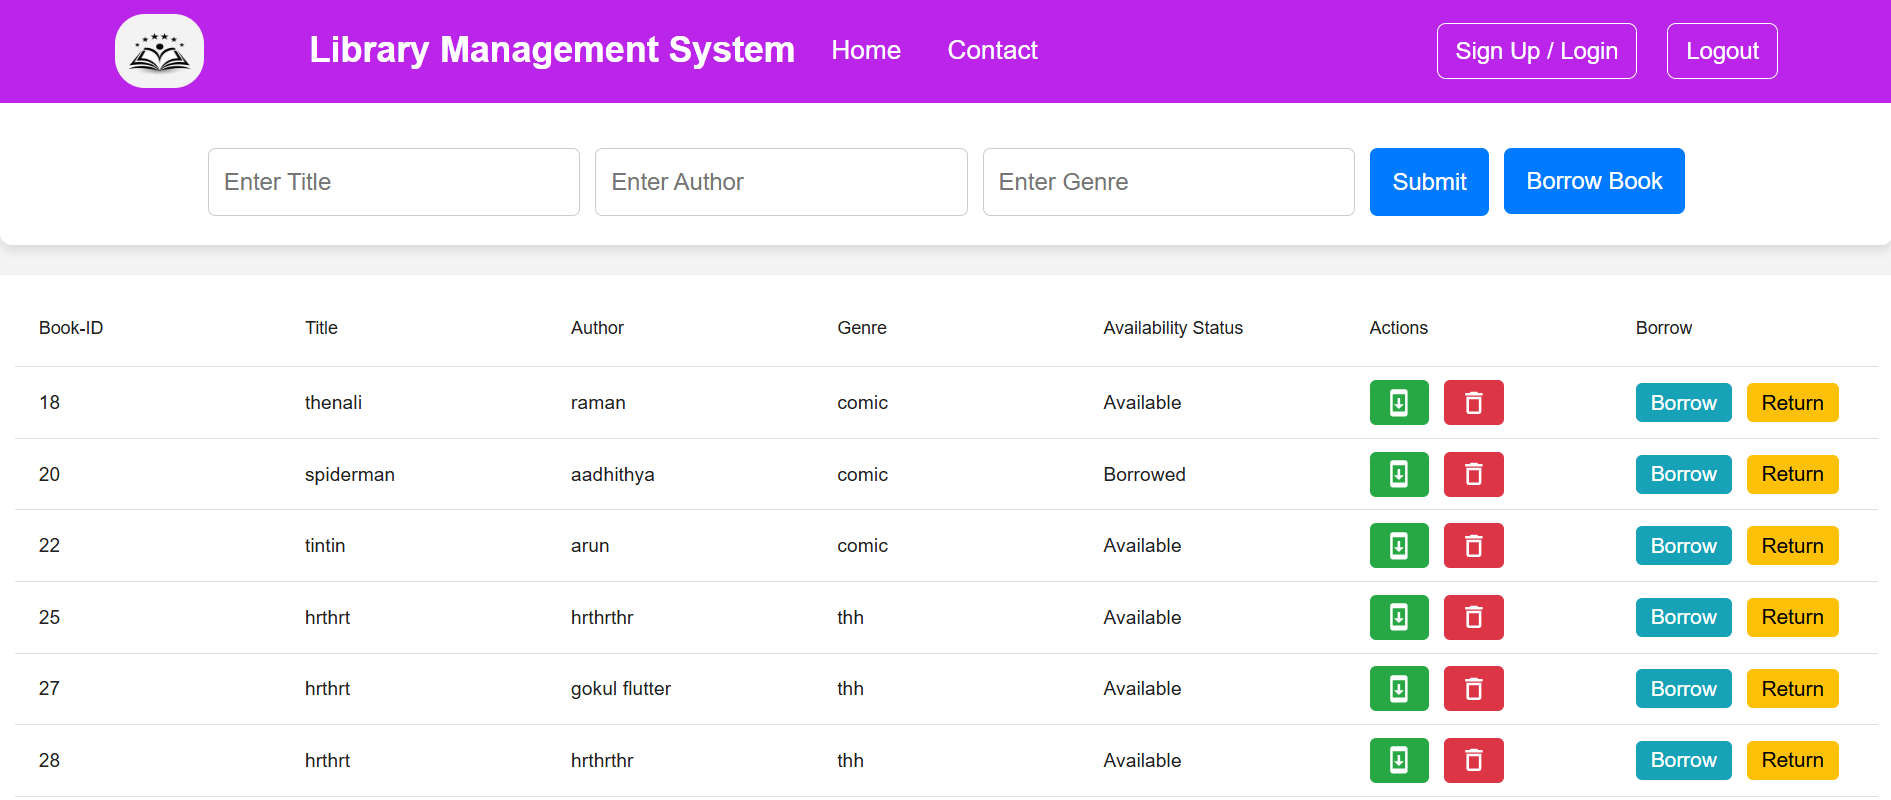 Library Management System Home Contact Sign Up / Login Logout
Enter Title Enter Author Enter Genre Submit Borrow Book
Book-ID Title Author Genre Availability Status Actions Borrow
18 thenali raman comic Available Borrow Return
20 spiderman aadhithya comic Borrowed Borrow Return
22 tintin arun comic Available Borrow Return
25 hrthrt hrthrthr thh Available Borrow Return
27 hrthrt gokul flutter thh Available Borrow Return
28 hrthrt hrthrthr thh Available Borrow Return